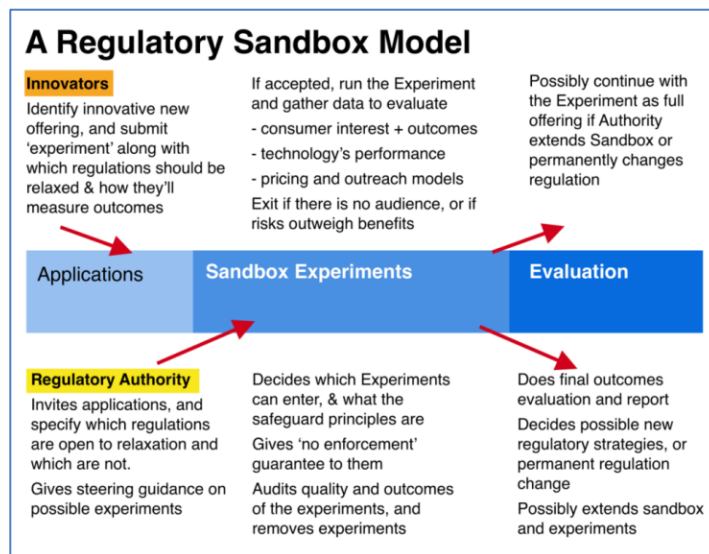 A Regulatory Sandbox Model
Innovators
Identify innovative new
offering, and submit
‘experiment’ along with
which regulations should be
relaxed & how they’ll
measure outcomes
If accepted, run the Experiment
and gather data to evaluate
- consumer interest + outcomes
- technology’s performance
- pricing and outreach models
Exit if there is no audience, or if
risks outweigh benefits
Possibly continue with
the Experiment as full
offering if Authority
extends Sandbox or
permanently changes
regulation
Applications
Sandbox Experiments
Evaluation
Regulatory Authority
Invites applications, and
specify which regulations
are open to relaxation and
which are not.
Gives steering guidance on
possible experiments
Decides which Experiments
can enter, & what the
safeguard principles are
Gives ‘no enforcement’
guarantee to them
Audits quality and outcomes
of the experiments, and
removes experiments
Does final outcomes
evaluation and report
Decides possible new
regulatory strategies, or
permanent regulation
change
Possibly extends sandbox
and experiments